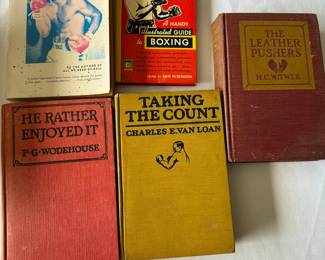 BY THE AUTHOR OF
A HANDY
Illustrated GUIDE
to
BOXING
THE
LEATHER
PUSHERS
H.C. WITWER
HE RATHER
ENJOYED IT
P·G·WODEHOUSE
TAKING
THE COUNT
CHARLES E. VAN LOAN